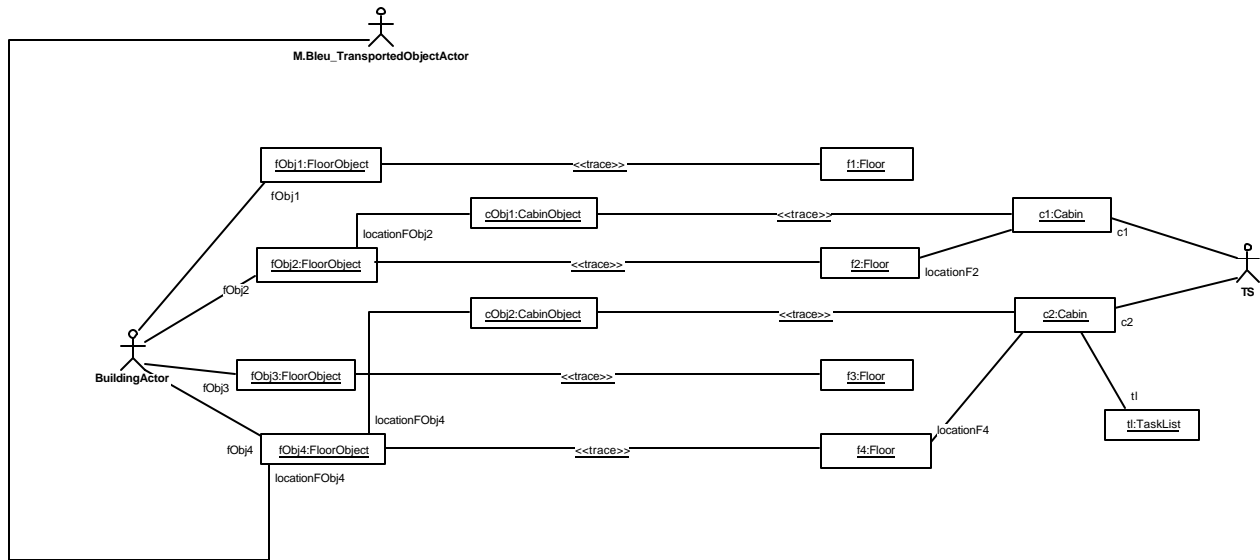 M.Bleu_TransportedObjectActor
fObj1:FloorObject
<<trace>>
f1:Floor
fObj1
cObj1:CabinObject
<<trace>>
c1:Cabin
c1
locationFObj2
fObj2:FloorObject
<<trace>>
f2:Floor
locationF2
fObj2
TS
cObj2:CabinObject
<<trace>>
c2:Cabin
c2
BuildingActor
fObj3:FloorObject
<<trace>>
f3:Floor
fObj3
tl
locationFObj4
tl:TaskList
locationF4
fObj4
fObj4:FloorObject
<<trace>>
f4:Floor
locationFObj4